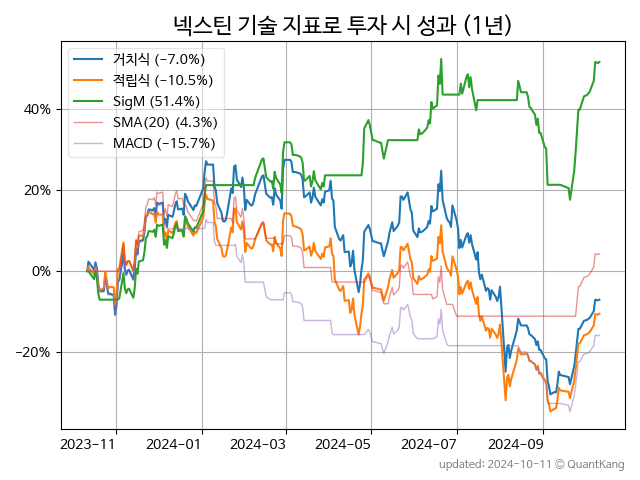 넥스틴 기술 지표로 투자 시 성과 (1년)
거치식 (−7.0%)
적립식 (−10.5%)
SigM (51.4%)
SMA(20) (4.3%)
MACD (−15.7%)
40%
20%
0%
−20%
2023−11 2024−01 2024−03 2024−05 2024−07 2024−09
updated: 2024-10-11 © QuantKang